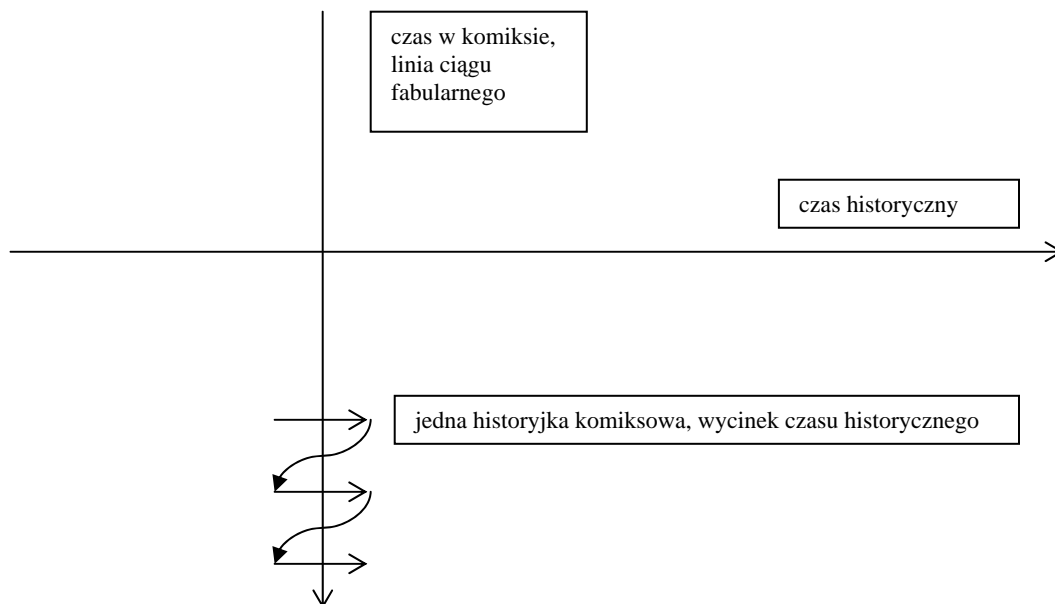 czas w komiksie,
linia ciągu
fabularnego
czas historyczny
jedna historyjka komiksowa, wycinek czasu historycznego